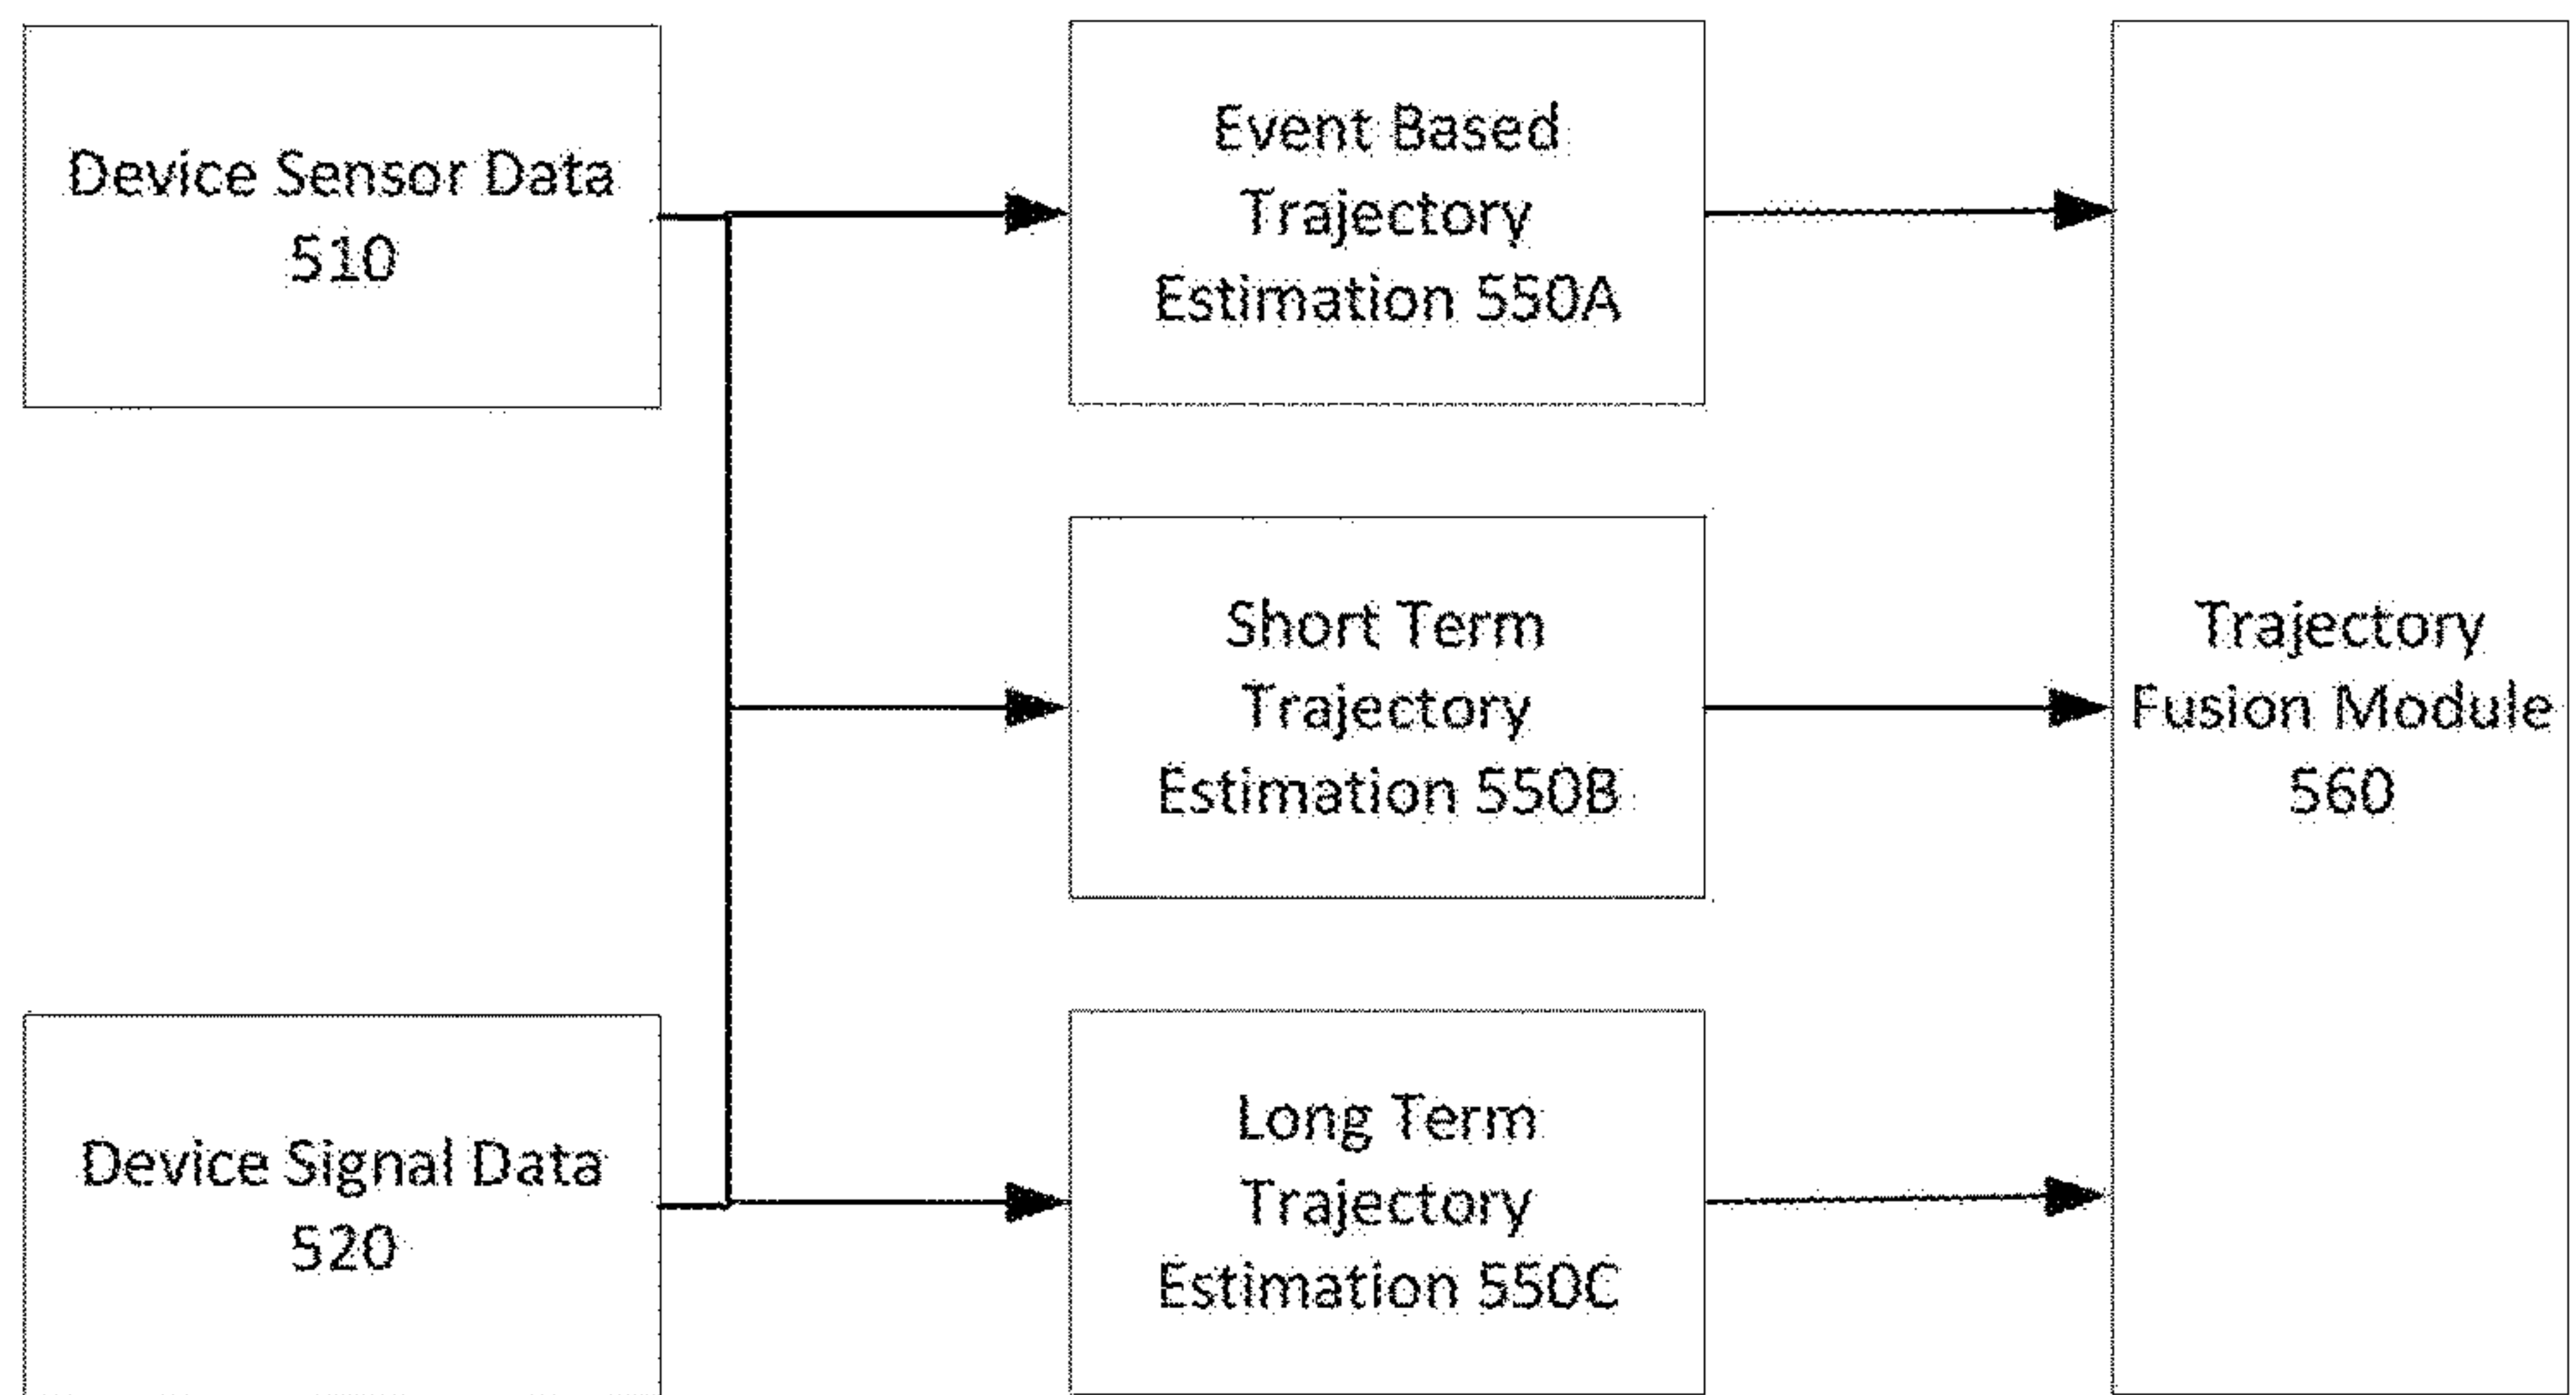 Device Sensor Data
510
Event Based
Trajectory
Estimation 550A
Short Term
Trajectory
Estimation 550B
Trajectory
Fusion Module
560
Device Signal Data
520
Long Term
Trajectory
Estimation 550C